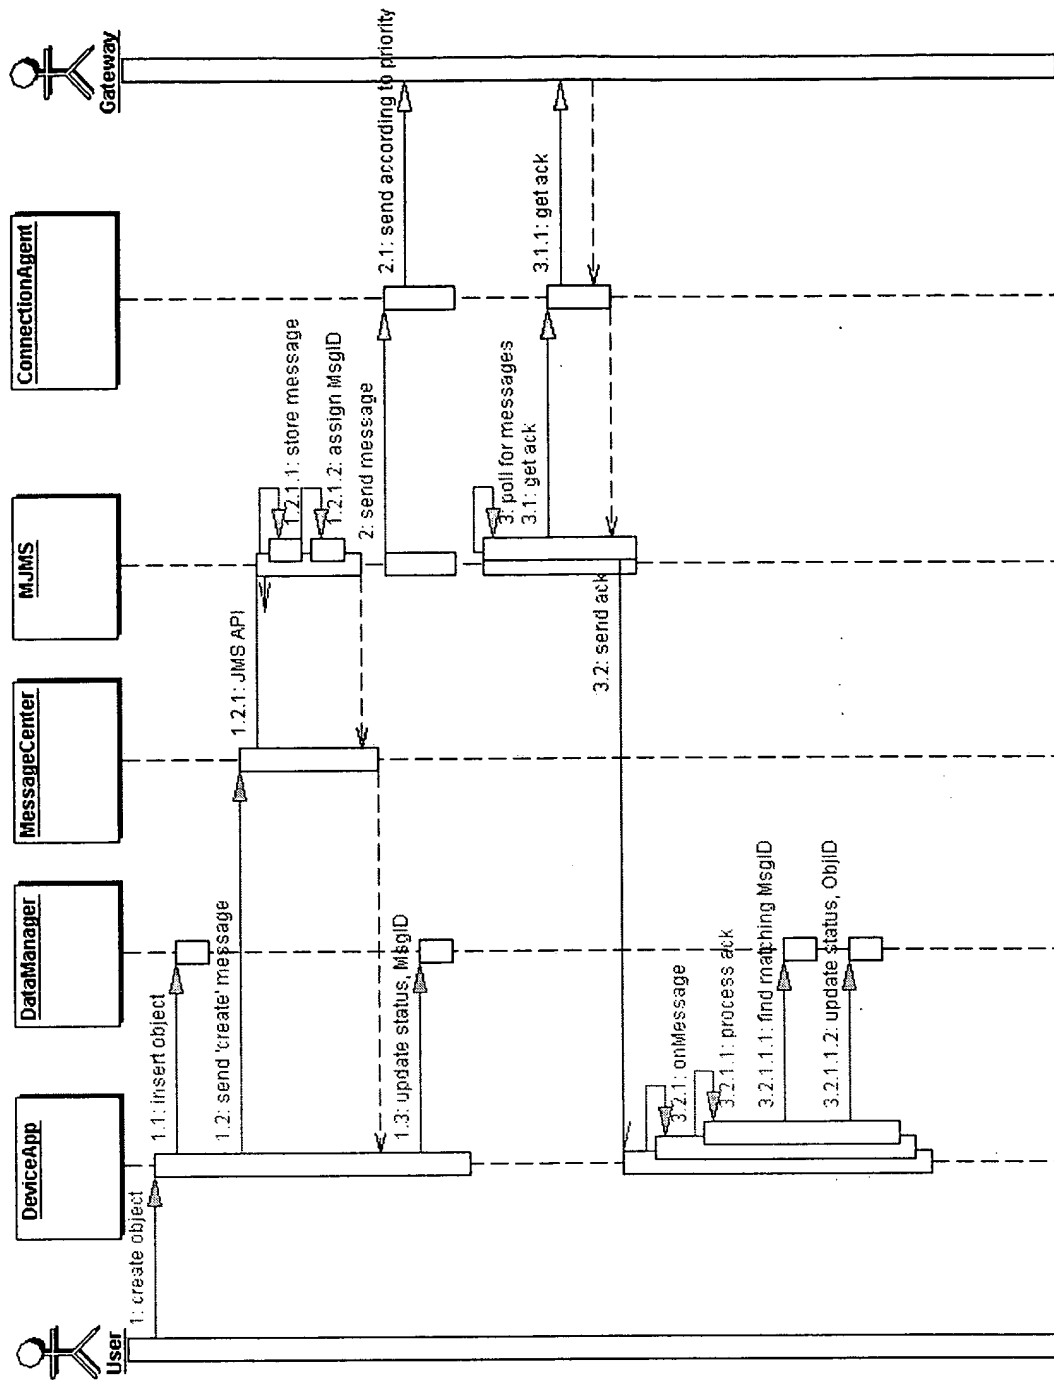 User
DeviceApp
DataManager
MessageCenter
MJMS
ConnectionAgent
Gateway
1: create object
1.1: insert object
1.2: send 'create' message
1.2.1: JMS API
1.2.1.1: store message
1.2.1.2: assign MsgID
2: send message
2.1: send according to priority
1.3: update status, MsgID
3: poll for messages
3.1: get ack
3.1.1: get ack
3.2: send ack
3.2.1: onMessage
3.2.1.1: process ack
3.2.1.1.1: find matching MsgID
3.2.1.1.2: update status, ObjID